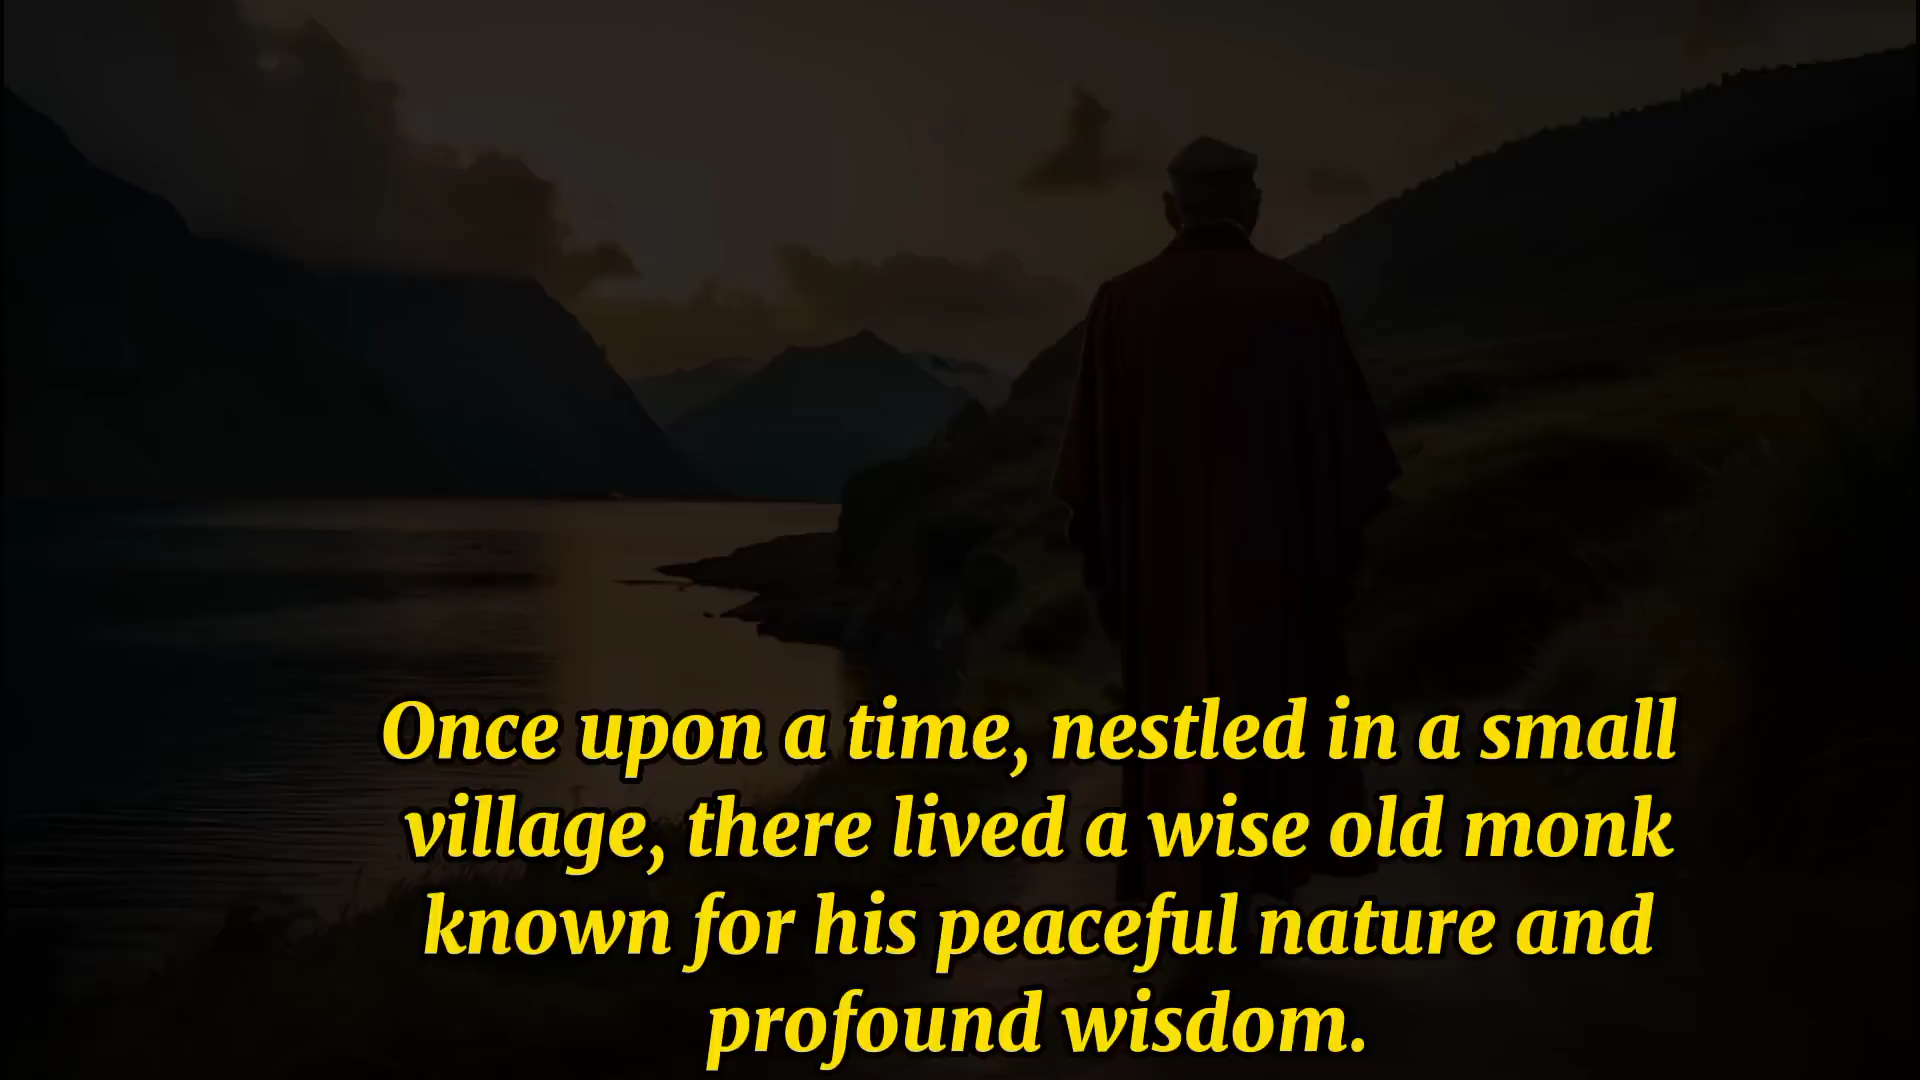 Once upon a time, nestled in a small
village, there lived a wise old monk
known for his peaceful nature and
profound wisdom.